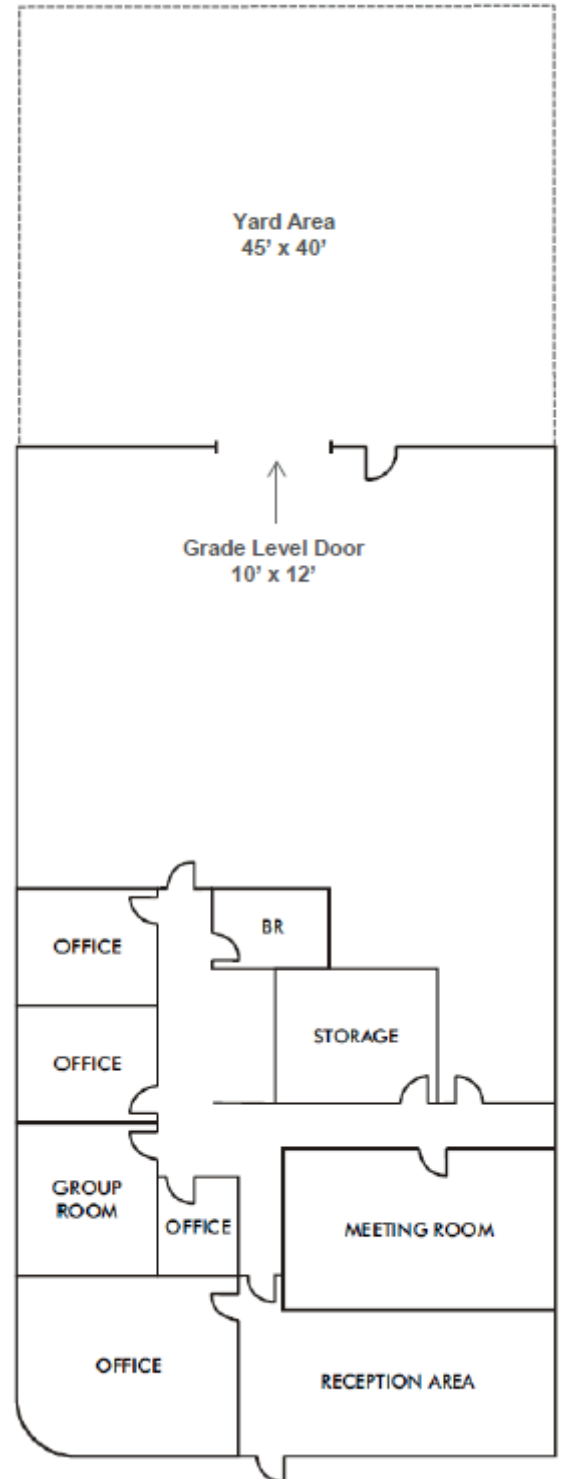 Yard Area
45' x 40'
Grade Level Door
10' x 12'
OFFICE
BR
OFFICE
STORAGE
GROUP
ROOM
OFFICE
MEETING ROOM
OFFICE
RECEPTION AREA